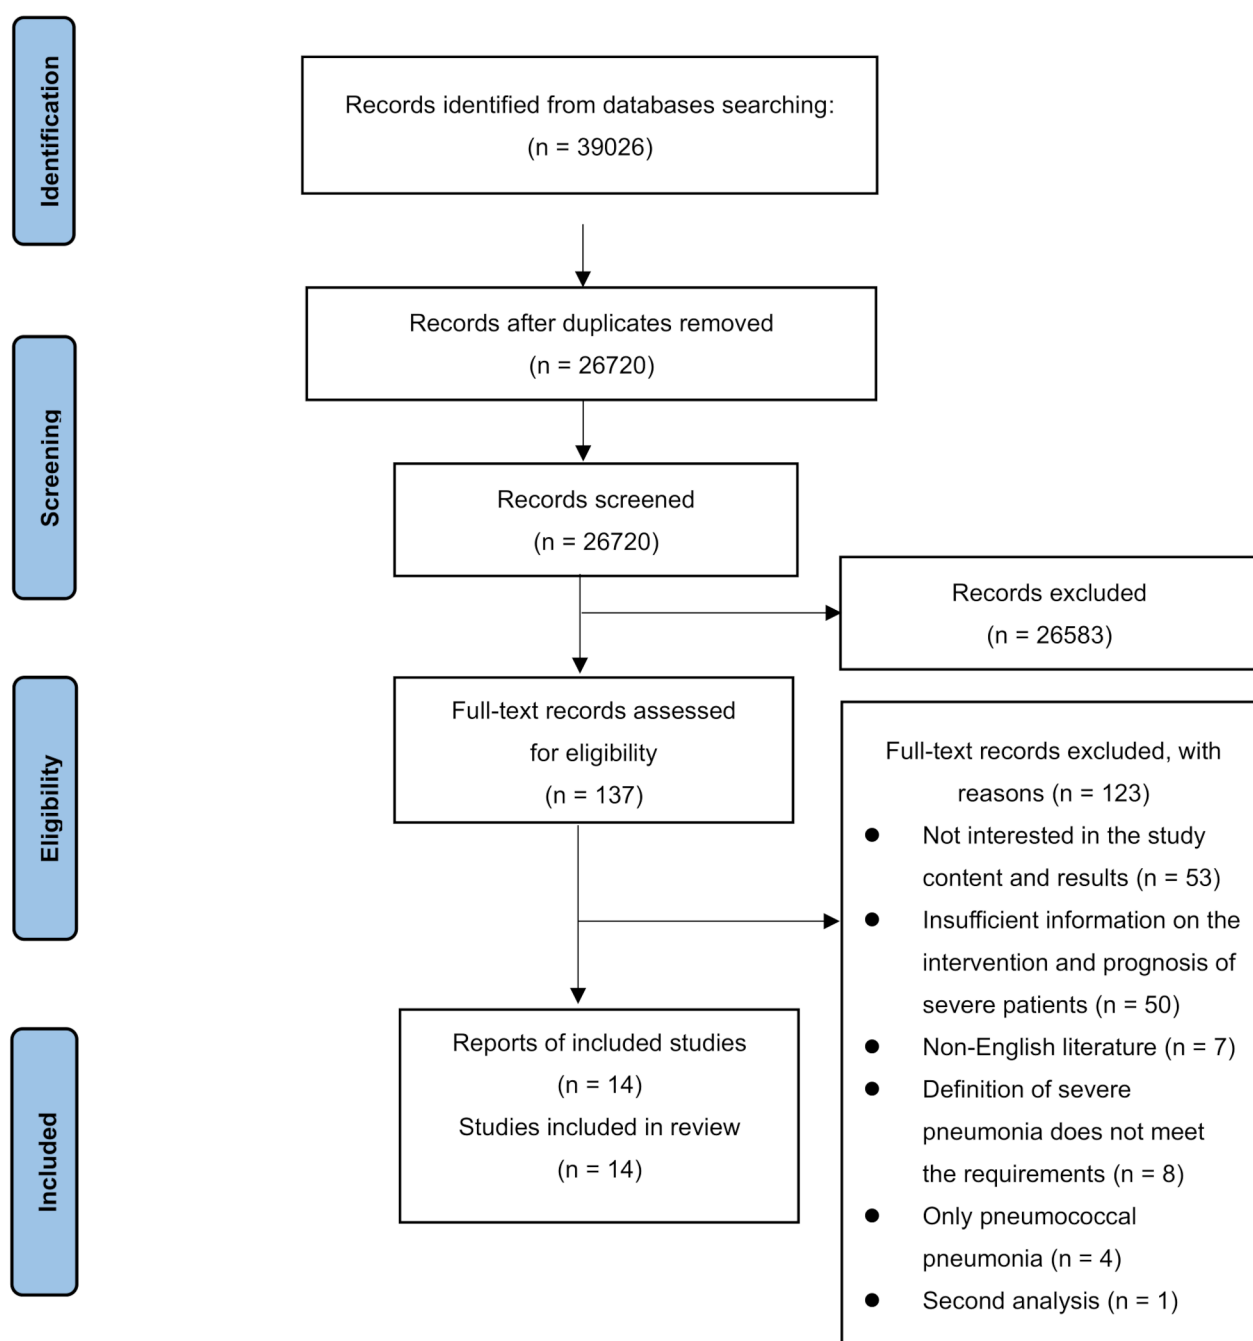 Identification
Records identified from databases searching:
(n = 39026)
Records after duplicates removed
(n = 26720)
Screening
Records screened
(n = 26720)
Records excluded
(n = 26583)
Eligibility
Full-text records assessed
for eligibility
(n = 137)
Full-text records excluded, with
reasons (n = 123)
● Not interested in the study
content and results (n = 53)
● Insufficient information on the
intervention and prognosis of
severe patients (n = 50)
● Non-English literature (n = 7)
● Definition of severe
pneumonia does not meet
the requirements (n = 8)
● Only pneumococcal
pneumonia (n = 4)
● Second analysis (n = 1)
Included
Reports of included studies
(n = 14)
Studies included in review
(n = 14)